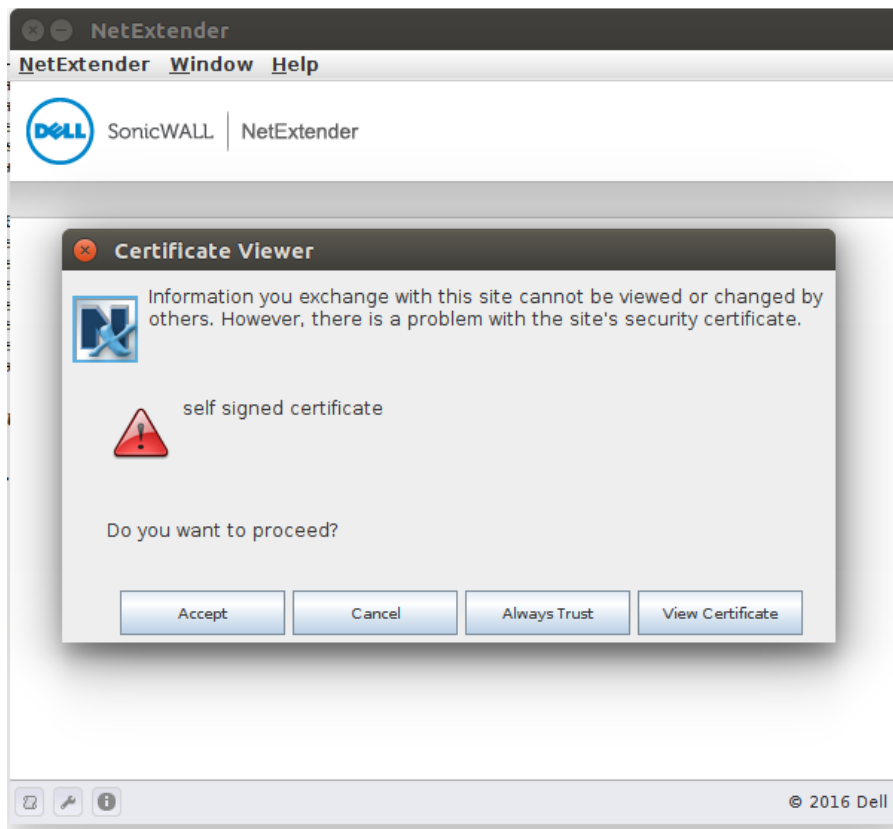 NetExtender
NetExtender Window Help
DELL SonicWALL NetExtender
Certificate Viewer
Information you exchange with this site cannot be viewed or changed by
others. However, there is a problem with the site's security certificate.
self signed certificate
Do you want to proceed?
Accept Cancel Always Trust View Certificate
© 2016 Dell